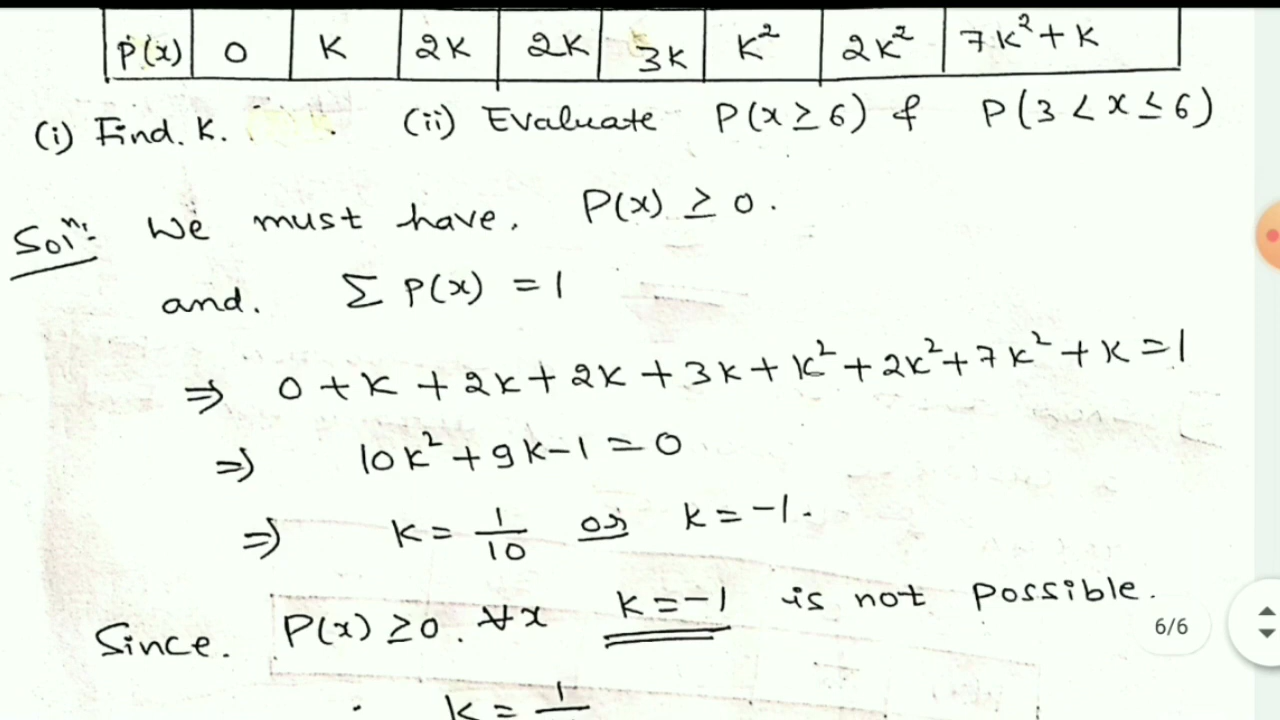 P(x) 0 K 2K 2K 3K K² 2K² 7K²+K
(i) Find. K. (ii) Evaluate P(x≥6) & P(3<x≤6)
Solⁿ: We must have. P(x) ≥ 0.
and. Σ P(x) = 1
⇒ 0+K+2K+2K+3K+K²+2K²+7K²+K=1
⇒ 10K²+9K-1=0
⇒ K= 1/10 or K=-1.
Since. P(x) ≥0. ∀x K=-1 is not possible.
6/6
K = 1